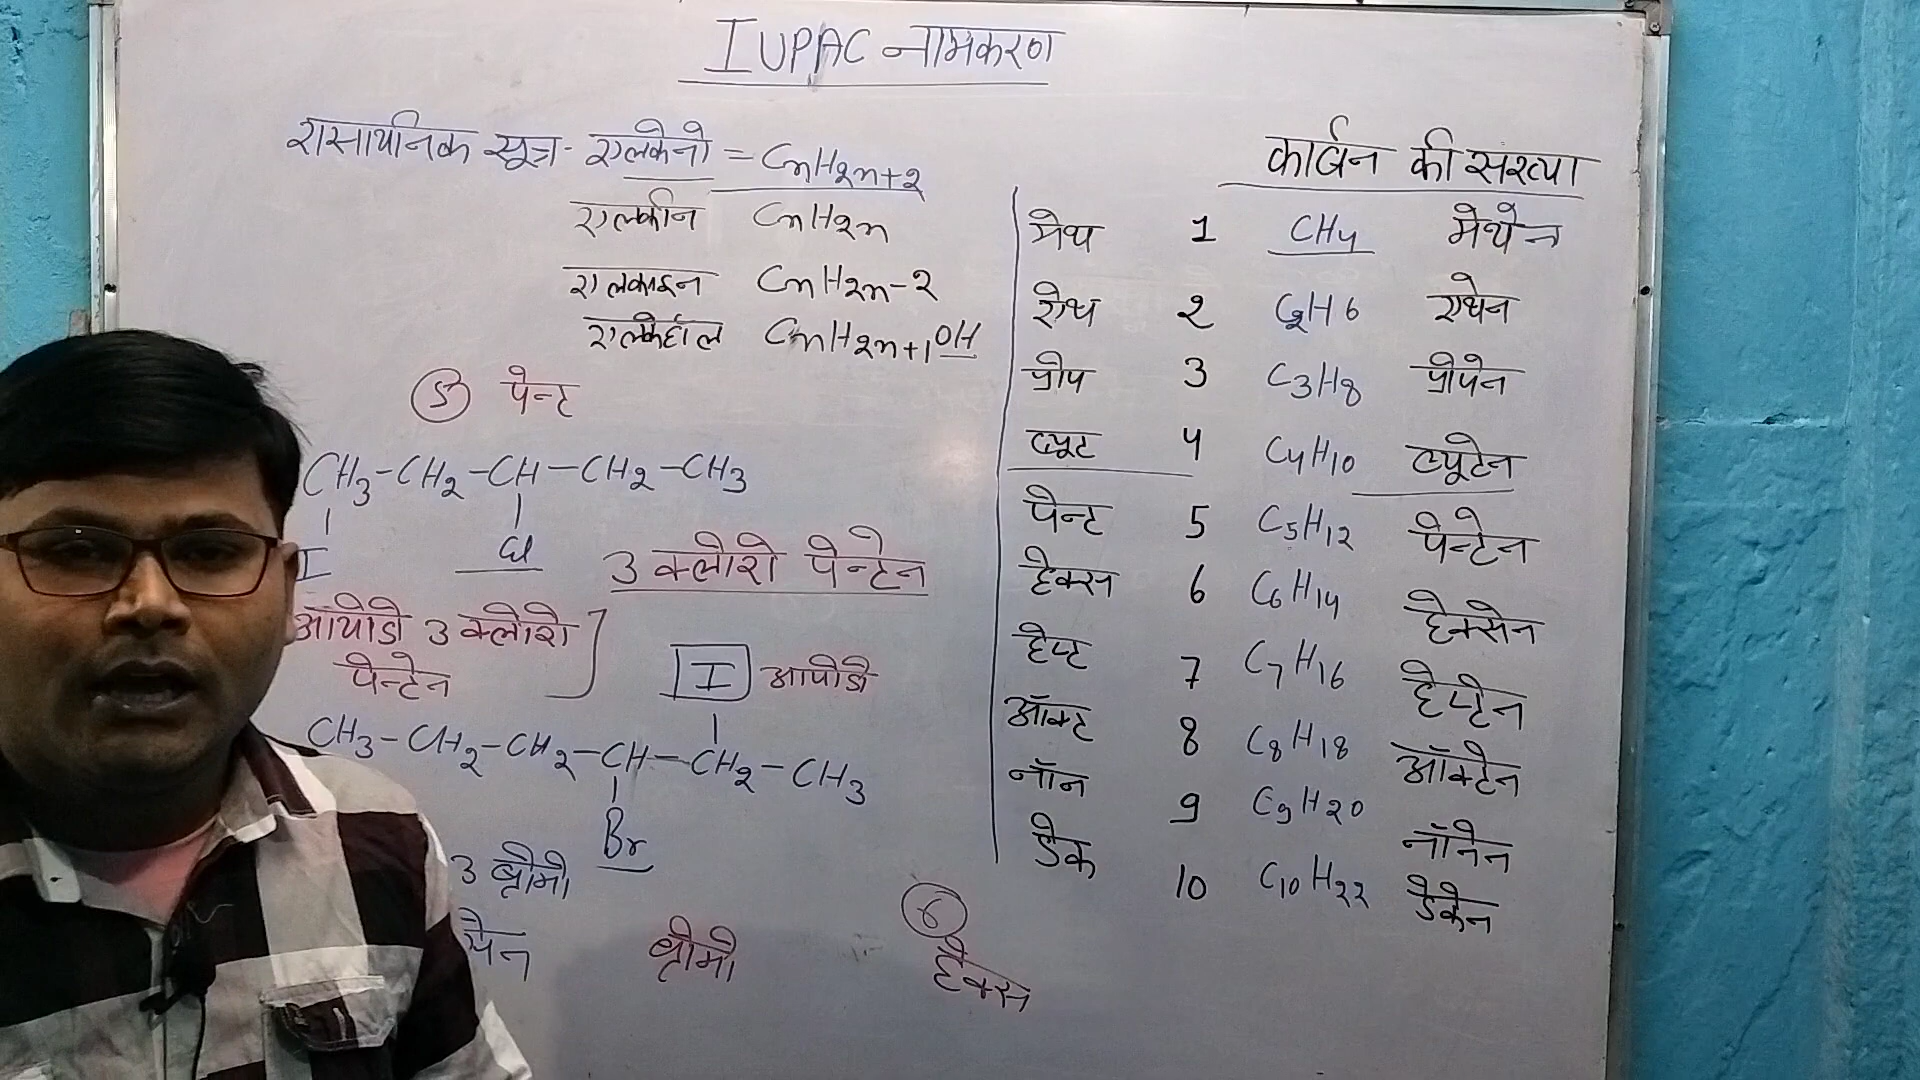 IUPAC नामकरण
रासायनिक सूत्र - एल्केनो = CnH2n+2
एल्कीन CnH2n
एलकाइन CnH2n-2
एल्कोहॉल CnH2n+1OH
5 पेन्ट
CH3-CH2-CH-CH2-CH3
I Cl
3 क्लोरो पेन्टेन
आयोडो 3 क्लोरो
पेन्टेन
I आयोडो
CH3-CH2-CH2-CH-CH2-CH3
Br
3 ब्रोमो
ब्रोमो
6
हेक्स
कार्बन की संख्या
मेथ 1 CH4 मेथेन
ऐथ 2 C2H6 एथेन
प्रोप 3 C3H8 प्रोपेन
ब्यूट 4 C4H10 ब्यूटेन
पेन्ट 5 C5H12 पेन्टेन
हेक्स 6 C6H14 हेक्सेन
हेप्ट 7 C7H16 हेप्टेन
ऑक्ट 8 C8H18 ऑक्टेन
नॉन 9 C9H20 नॉनेन
डेक 10 C10H22 डेकेन